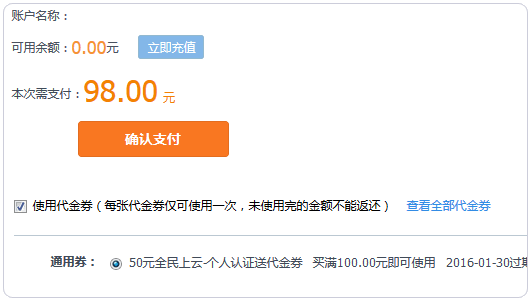 账户名称：
可用余额：0.00元 立即充值
本次需支付：98.00 元
确认支付
使用代金券（每张代金券仅可使用一次，未使用完的金额不能返还） 查看全部代金券
通用券： 50元全民上云-个人认证送代金券 买满100.00元即可使用 2016-01-30过期